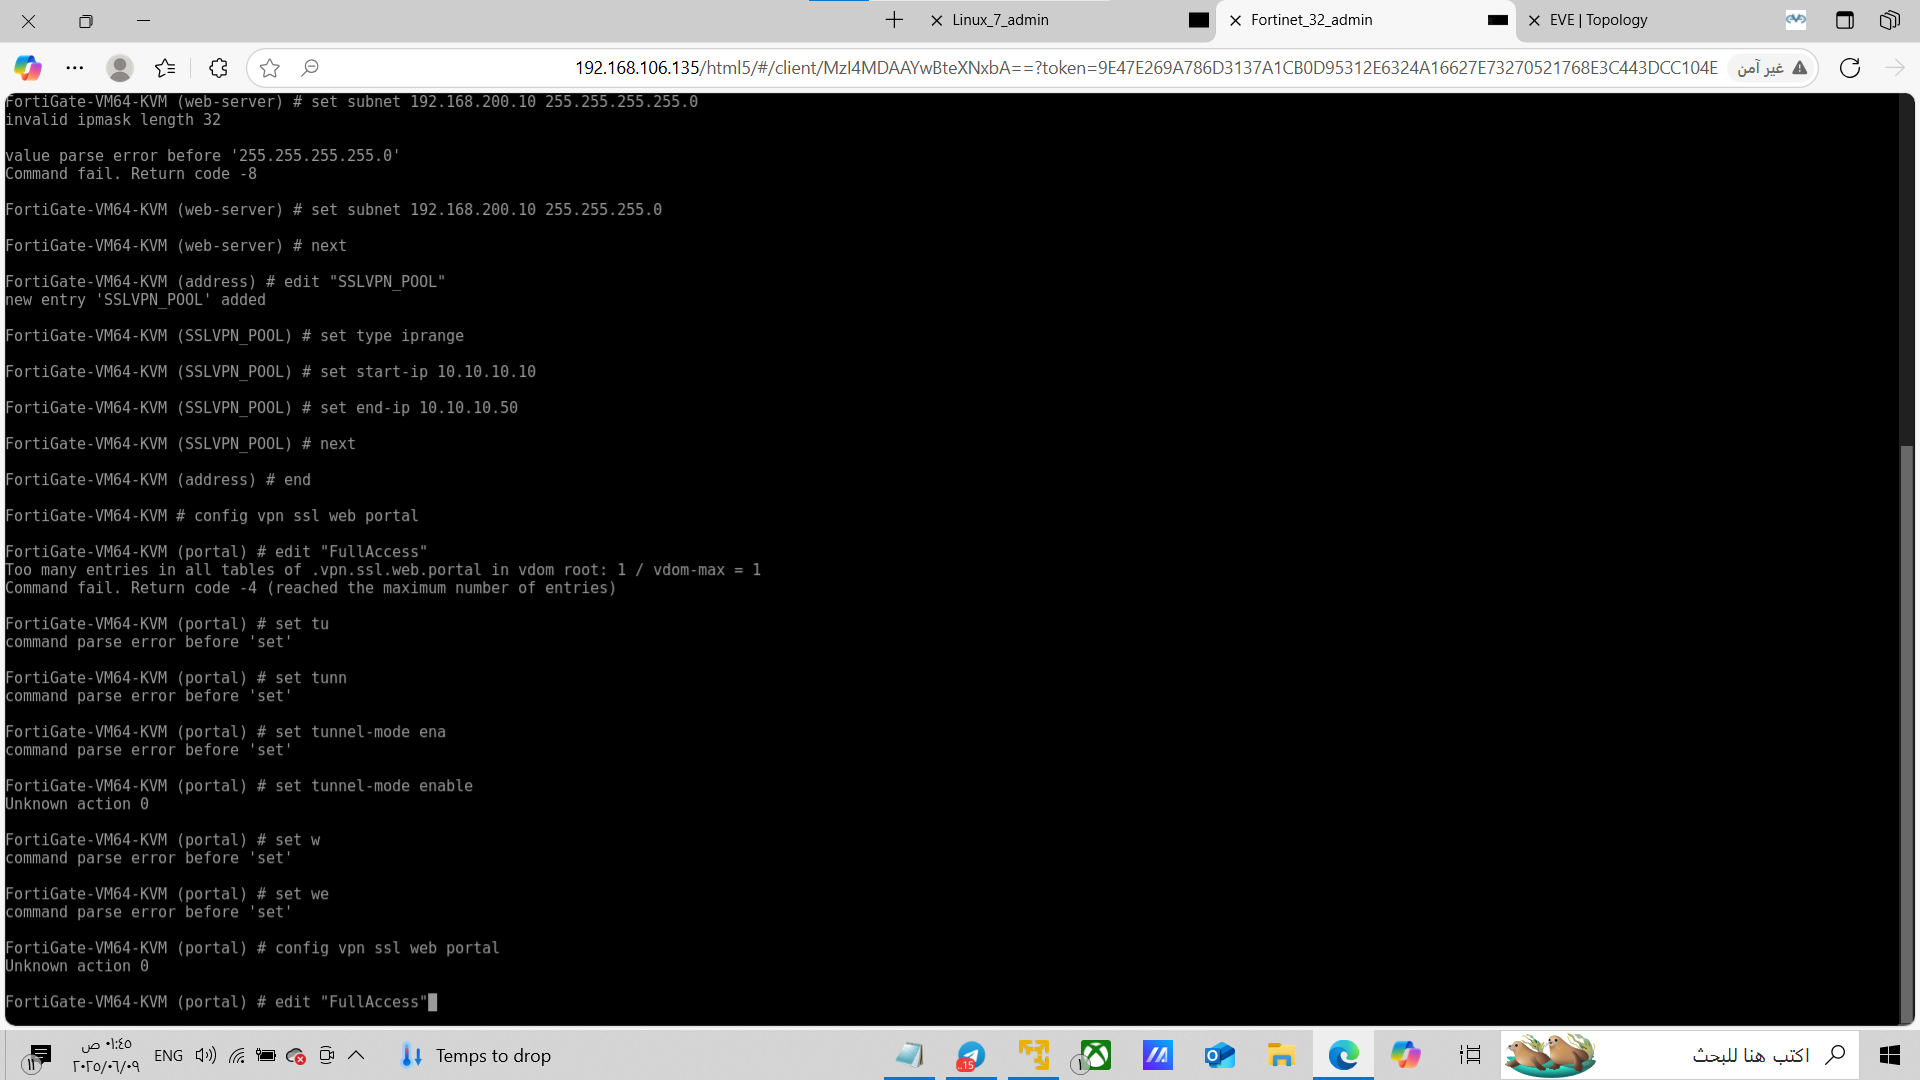 Linux_7_admin
Fortinet_32_admin
EVE | Topology
192.168.106.135/html5/#/client/MzI4MDAAYwBteXNxbA==?token=9E47E269A786D3137A1CB0D95312E6324A16627E73270521768E3C443DCC104E
غير آمن
FortiGate-VM64-KVM (web-server) # set subnet 192.168.200.10 255.255.255.255.0
invalid ipmask length 32
value parse error before '255.255.255.255.0'
Command fail. Return code -8
FortiGate-VM64-KVM (web-server) # set subnet 192.168.200.10 255.255.255.0
FortiGate-VM64-KVM (web-server) # next
FortiGate-VM64-KVM (address) # edit "SSLVPN_POOL"
new entry 'SSLVPN_POOL' added
FortiGate-VM64-KVM (SSLVPN_POOL) # set type iprange
FortiGate-VM64-KVM (SSLVPN_POOL) # set start-ip 10.10.10.10
FortiGate-VM64-KVM (SSLVPN_POOL) # set end-ip 10.10.10.50
FortiGate-VM64-KVM (SSLVPN_POOL) # next
FortiGate-VM64-KVM (address) # end
FortiGate-VM64-KVM # config vpn ssl web portal
FortiGate-VM64-KVM (portal) # edit "FullAccess"
Too many entries in all tables of .vpn.ssl.web.portal in vdom root: 1 / vdom-max = 1
Command fail. Return code -4 (reached the maximum number of entries)
FortiGate-VM64-KVM (portal) # set tu
command parse error before 'set'
FortiGate-VM64-KVM (portal) # set tunn
command parse error before 'set'
FortiGate-VM64-KVM (portal) # set tunnel-mode ena
command parse error before 'set'
FortiGate-VM64-KVM (portal) # set tunnel-mode enable
Unknown action 0
FortiGate-VM64-KVM (portal) # set w
command parse error before 'set'
FortiGate-VM64-KVM (portal) # set we
command parse error before 'set'
FortiGate-VM64-KVM (portal) # config vpn ssl web portal
Unknown action 0
FortiGate-VM64-KVM (portal) # edit "FullAccess"
١١
٠١:٤٥ ص
٢٠٢٥/٠٦/٠٩
ENG
Temps to drop
..15
١
اكتب هنا للبحث